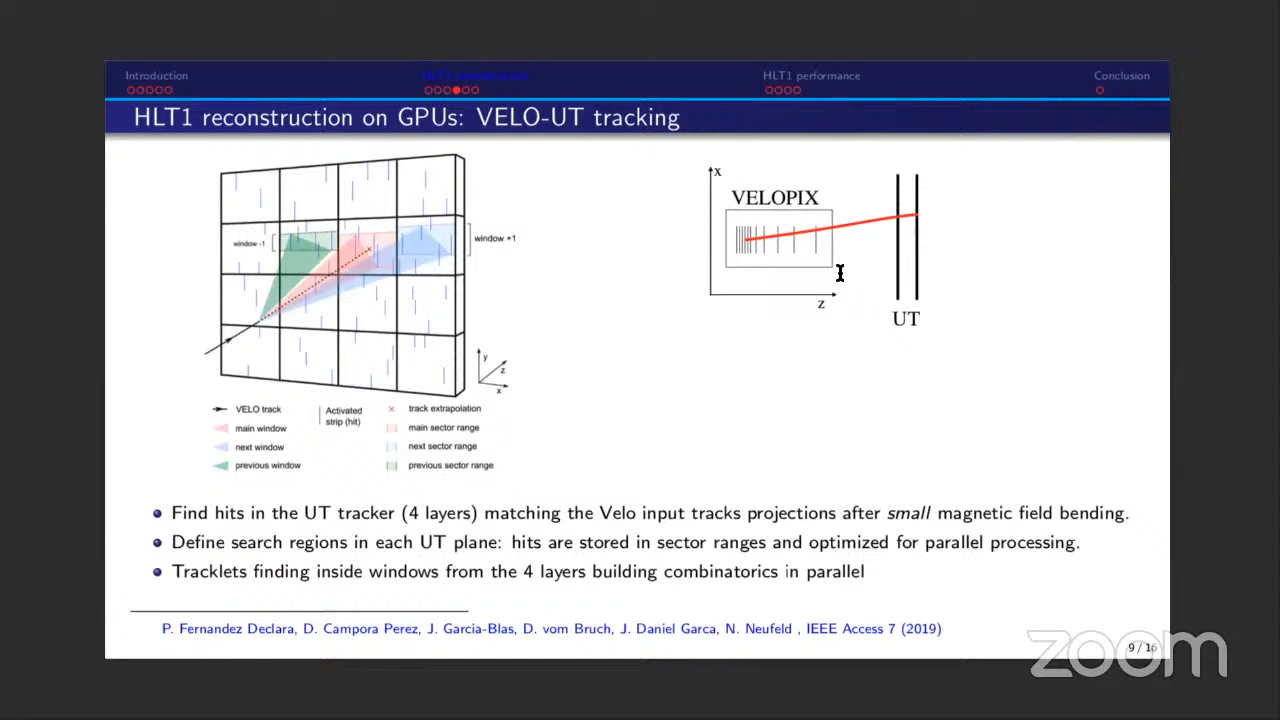 Introduction
HLT1 reconstruction
HLT1 performance
Conclusion
HLT1 reconstruction on GPUs: VELO-UT tracking
window -1
window +1
y
z
x
VELO track
Activated strip (hit)
track extrapolation
main window
main sector range
next window
next sector range
previous window
previous sector range
x
VELOPIX
z
UT
Find hits in the UT tracker (4 layers) matching the Velo input tracks projections after small magnetic field bending.
Define search regions in each UT plane: hits are stored in sector ranges and optimized for parallel processing.
Tracklets finding inside windows from the 4 layers building combinatorics in parallel
P. Fernandez Declara, D. Campora Perez, J. Garcia-Blas, D. vom Bruch, J. Daniel Garca, N. Neufeld , IEEE Access 7 (2019)
9 / 16
zoom